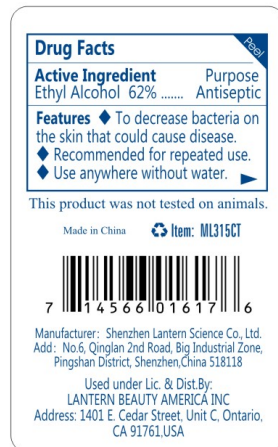 Peel
Drug Facts
Active Ingredient Purpose
Ethyl Alcohol 62% ....... Antiseptic
Features ◆ To decrease bacteria on
the skin that could cause disease.
◆ Recommended for repeated use.
◆ Use anywhere without water. ►
This product was not tested on animals.
Made in China ♻ Item: ML315CT
7 14566 01617 6
Manufacturer: Shenzhen Lantern Science Co., Ltd.
Add: No.6, Qinglan 2nd Road, Big Industrial Zone,
Pingshan District, Shenzhen,China 518118
Used under Lic. & Dist.By:
LANTERN BEAUTY AMERICA INC
Address: 1401 E. Cedar Street, Unit C, Ontario,
CA 91761,USA